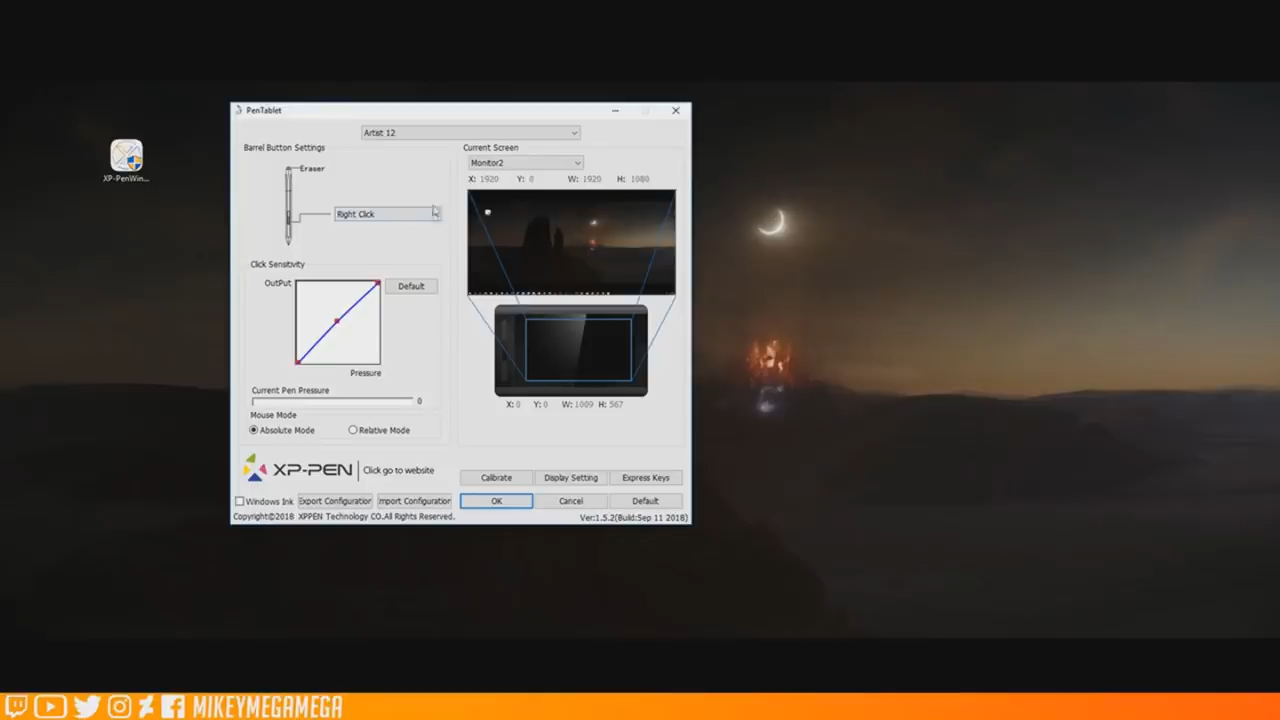 XP-PenWin...
PenTablet
Artist 12
Barrel Button Settings
Eraser
Right Click
Click Sensitivity
OutPut
Default
Pressure
Current Pen Pressure
0
Mouse Mode
Absolute Mode
Relative Mode
Current Screen
Monitor2
X: 1920 Y: 0 W: 1920 H: 1080
X: 0 Y: 0 W: 1009 H: 567
XP-PEN
Click go to website
Calibrate
Display Setting
Express Keys
Windows Ink
Export Configuration
Import Configuration
OK
Cancel
Default
Copyright©2018 XPPEN Technology CO.All Rights Reserved.
Ver:1.5.2(Build:Sep 11 2018)
MIKEYMEGAMEGA